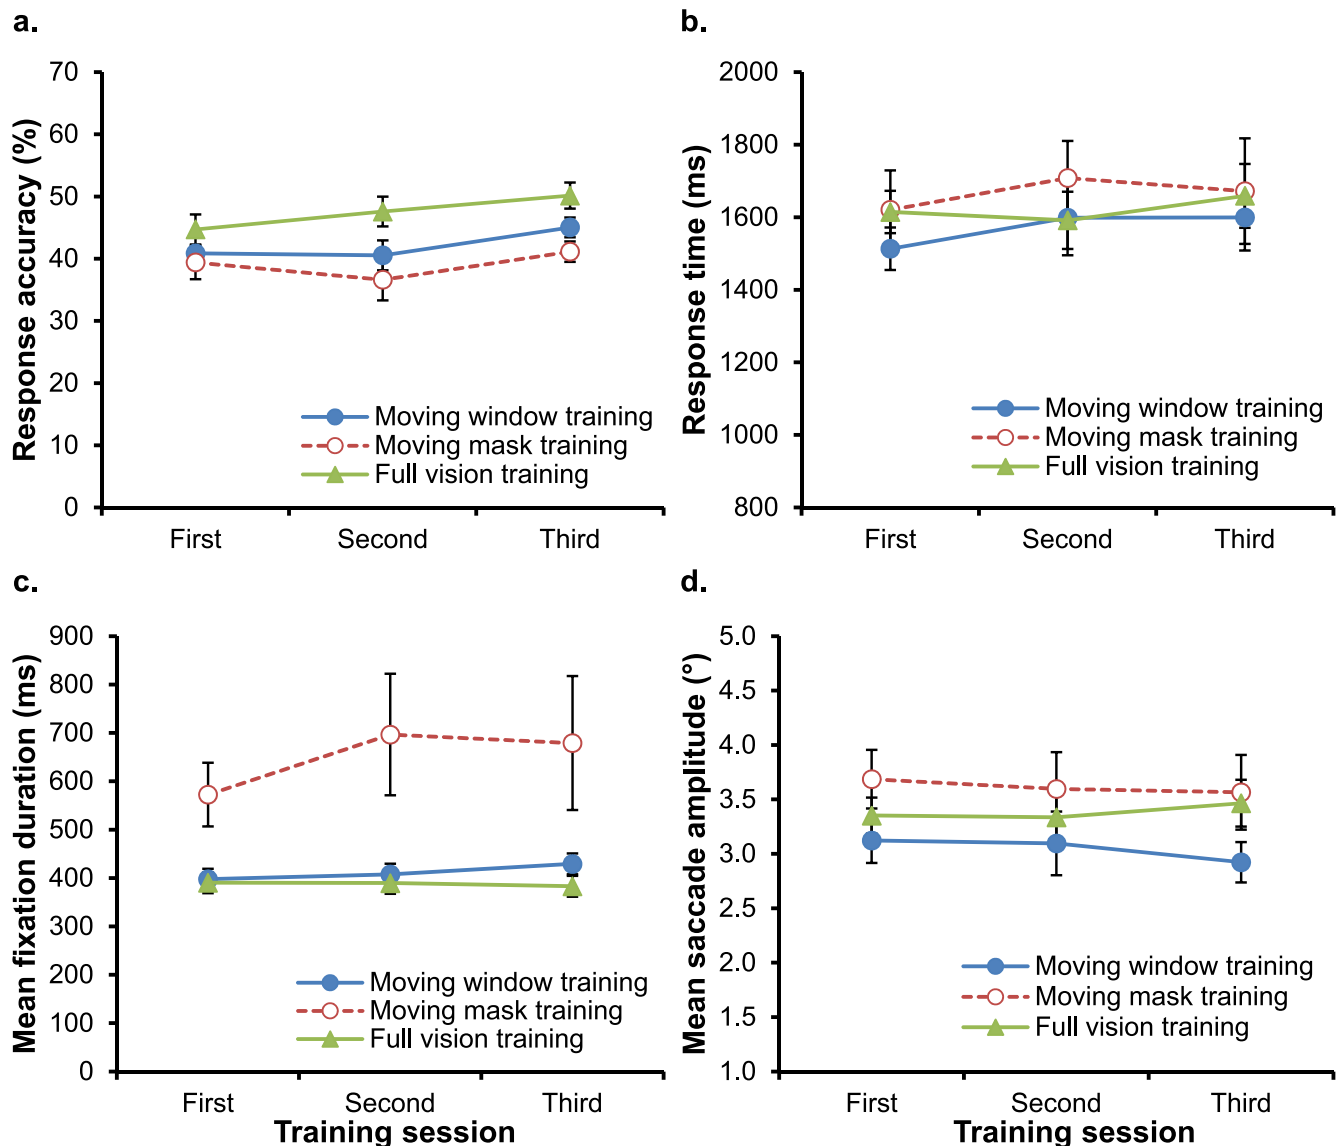 a.
Response accuracy (%)
70
60
50
40
30
20
10
0
Moving window training
Moving mask training
Full vision training
First Second Third
b.
Response time (ms)
2000
1800
1600
1400
1200
1000
800
Moving window training
Moving mask training
Full vision training
First Second Third
c.
Mean fixation duration (ms)
900
800
700
600
500
400
300
200
100
0
Moving window training
Moving mask training
Full vision training
First Second Third
Training session
d.
Mean saccade amplitude (°)
5.0
4.5
4.0
3.5
3.0
2.5
2.0
1.5
1.0
Moving window training
Moving mask training
Full vision training
First Second Third
Training session